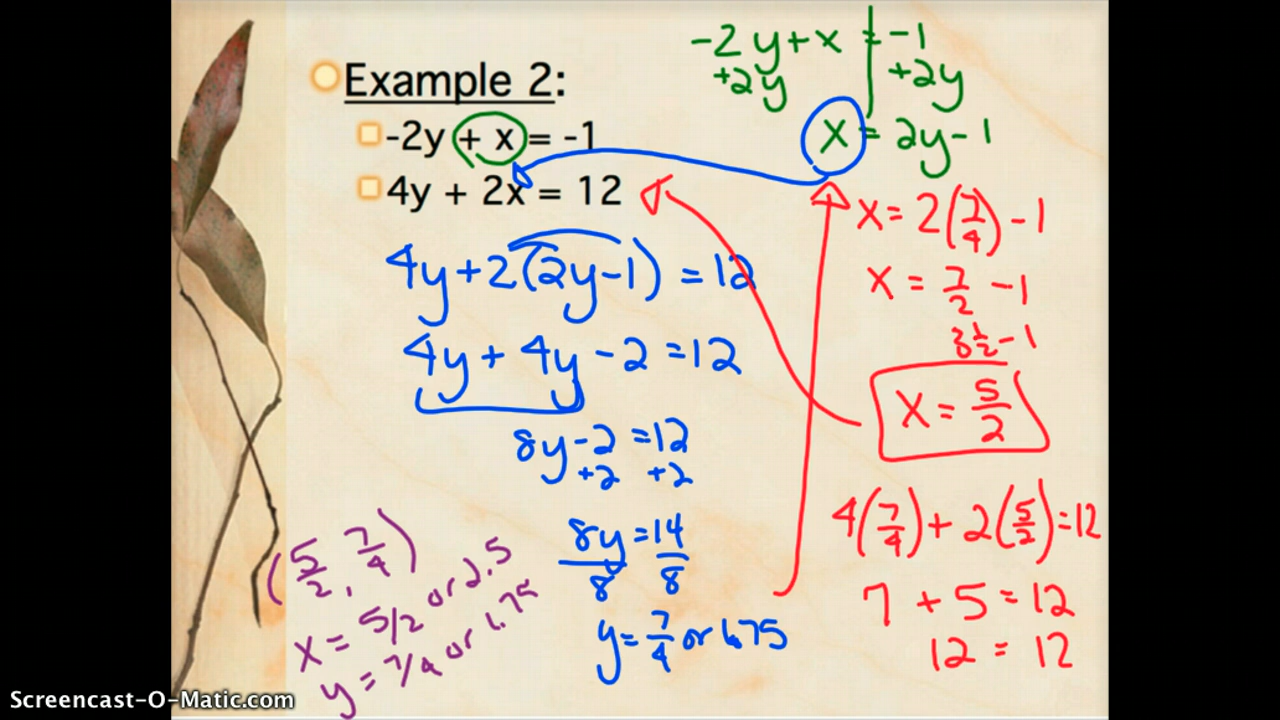 Example 2:
-2y + x = -1
4y + 2x = 12
-2y + x = -1
+2y +2y
x = 2y - 1
4y + 2(2y - 1) = 12
4y + 4y - 2 = 12
8y - 2 = 12
+2 +2
8y = 14
8 8
y = 7/4 or 1.75
x = 2(7/4) - 1
x = 7/2 - 1
3 1/2 - 1
x = 5/2
4(7/4) + 2(5/2) = 12
7 + 5 = 12
12 = 12
(5/2, 7/4)
x = 5/2 or 2.5
y = 7/4 or 1.75
Screencast-O-Matic.com